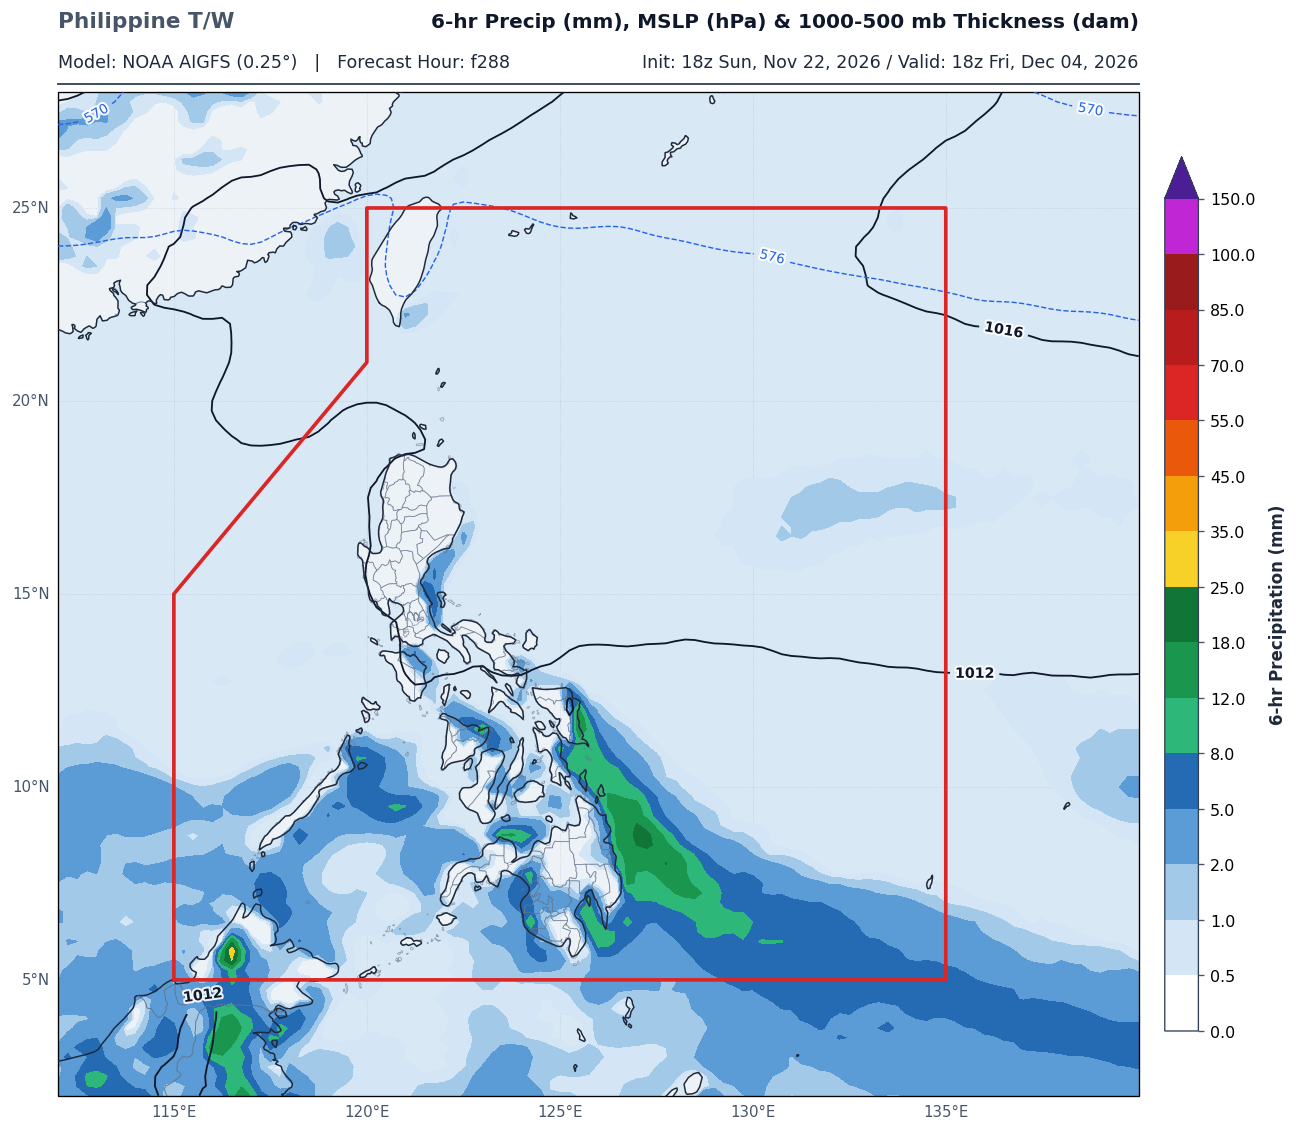 Philippine T/W
6-hr Precip (mm), MSLP (hPa) & 1000-500 mb Thickness (dam)
Model: NOAA AIGFS (0.25°) | Forecast Hour: f288
Init: 18z Sun, Nov 22, 2026 / Valid: 18z Fri, Dec 04, 2026
570
570
576
1016
1012
1012
25°N
20°N
15°N
10°N
5°N
115°E
120°E
125°E
130°E
135°E
150.0
100.0
85.0
70.0
55.0
45.0
35.0
25.0
18.0
12.0
8.0
5.0
2.0
1.0
0.5
0.0
6-hr Precipitation (mm)